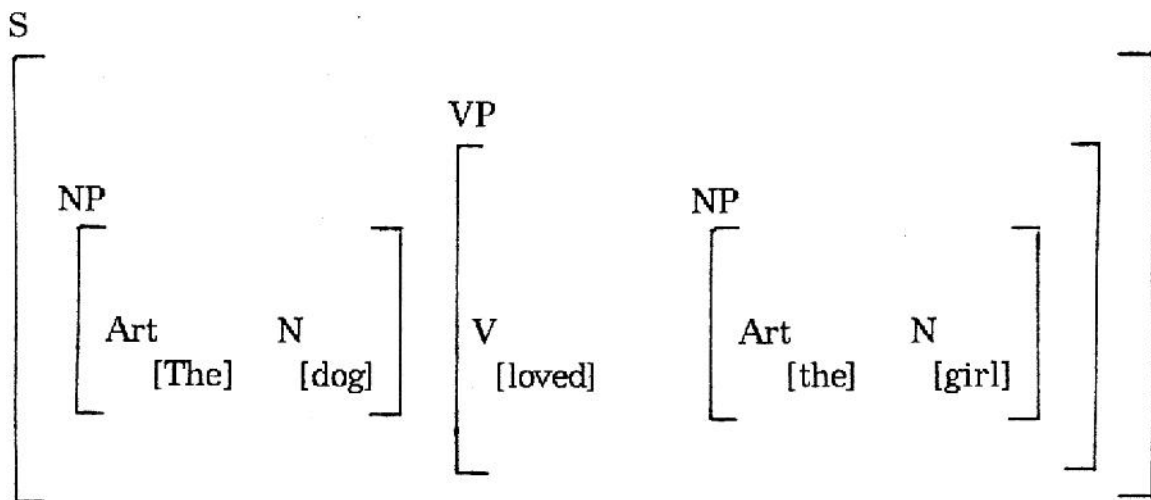 S
VP
NP NP
Art N V Art N
[The] [dog] [loved] [the] [girl]